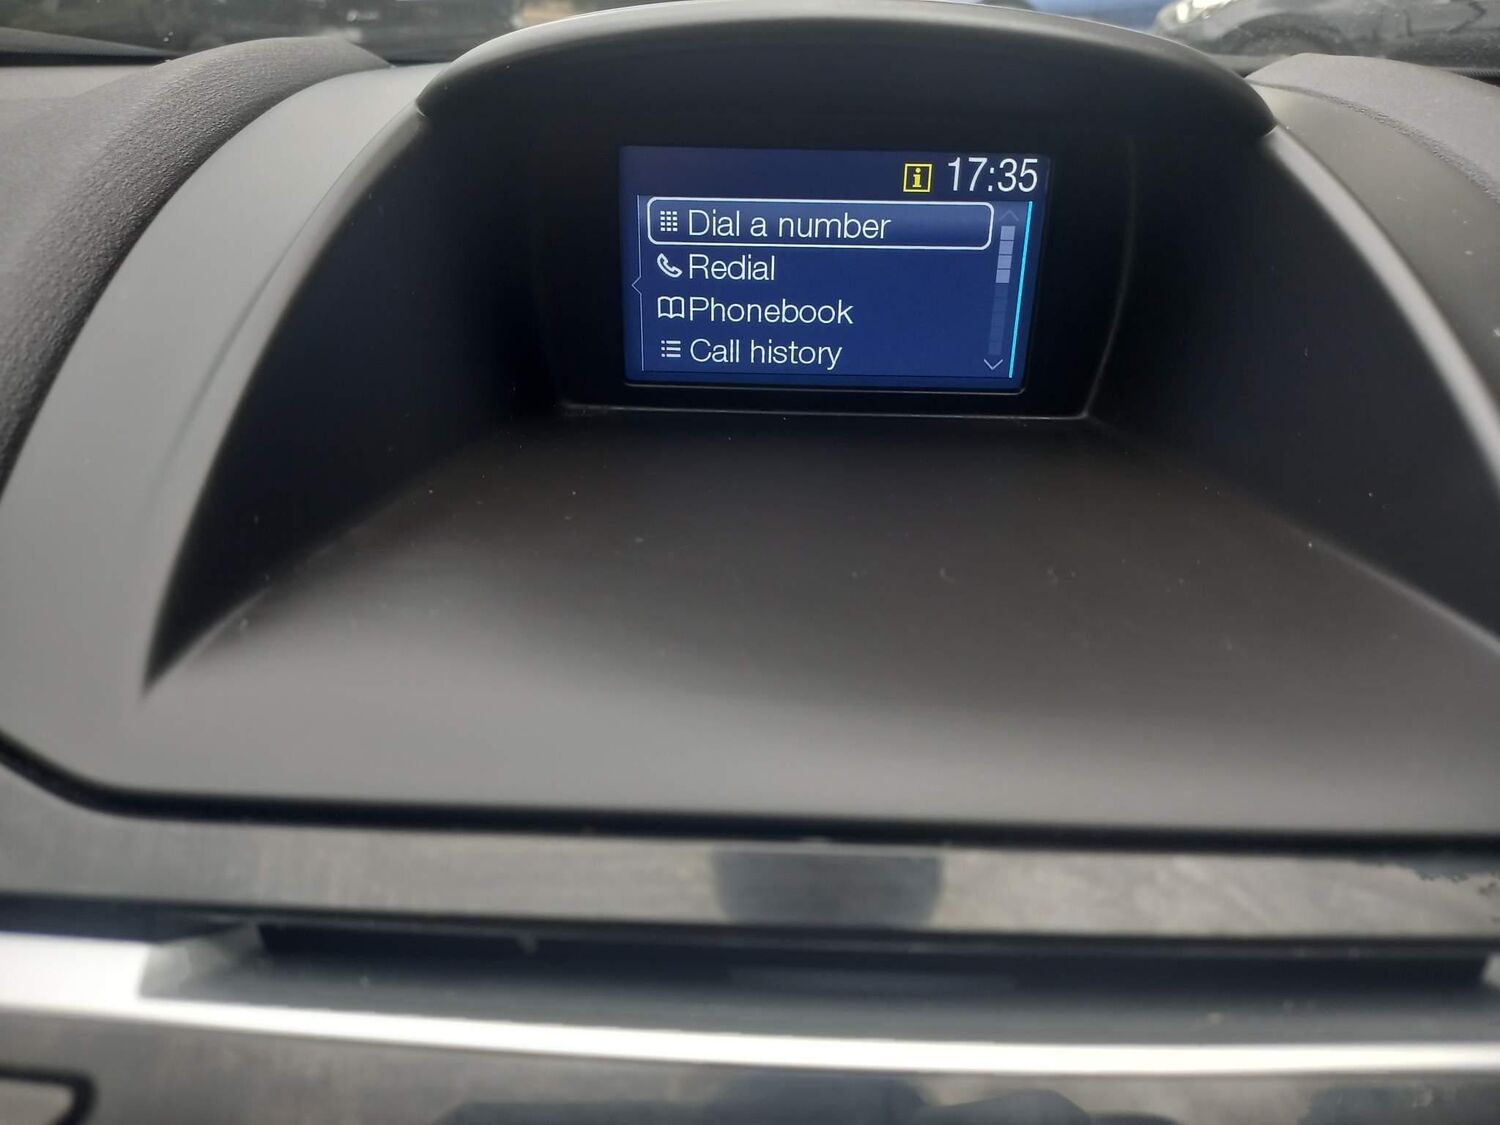 i 17:35
Dial a number
Redial
Phonebook
Call history